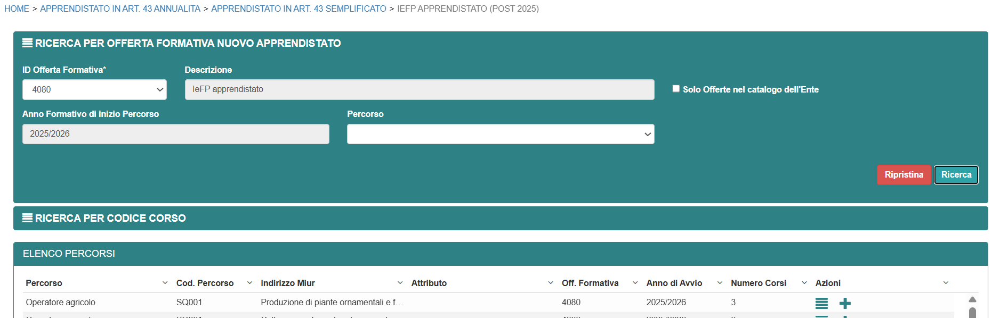 HOME > APPRENDISTATO IN ART. 43 ANNUALITA > APPRENDISTATO IN ART. 43 SEMPLIFICATO > IEFP APPRENDISTATO (POST 2025)
RICERCA PER OFFERTA FORMATIVA NUOVO APPRENDISTATO
ID Offerta Formativa* Descrizione
4080 IeFP apprendistato Solo Offerte nel catalogo dell'Ente
Anno Formativo di inizio Percorso Percorso
2025/2026
Ripristina Ricerca
RICERCA PER CODICE CORSO
ELENCO PERCORSI
Percorso Cod. Percorso Indirizzo Miur Attributo Off. Formativa Anno di Avvio Numero Corsi Azioni
Operatore agricolo SQ001 Produzione di piante ornamentali e f... 4080 2025/2026 3